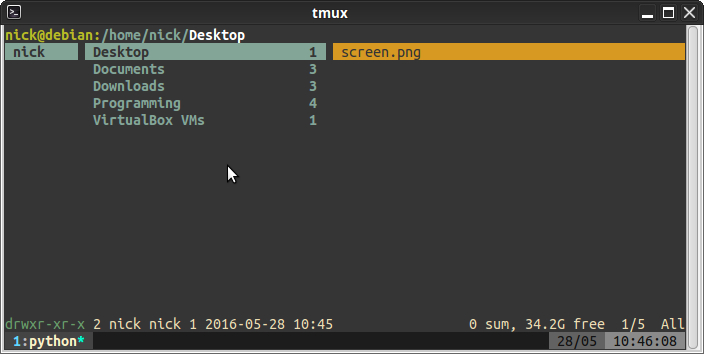 tmux
nick@debian:/home/nick/Desktop
nick Desktop 1 screen.png
Documents 3
Downloads 3
Programming 4
VirtualBox VMs 1
drwxr-xr-x 2 nick nick 1 2016-05-28 10:45 0 sum, 34.2G free 1/5 All
1:python* 28/05 10:46:08